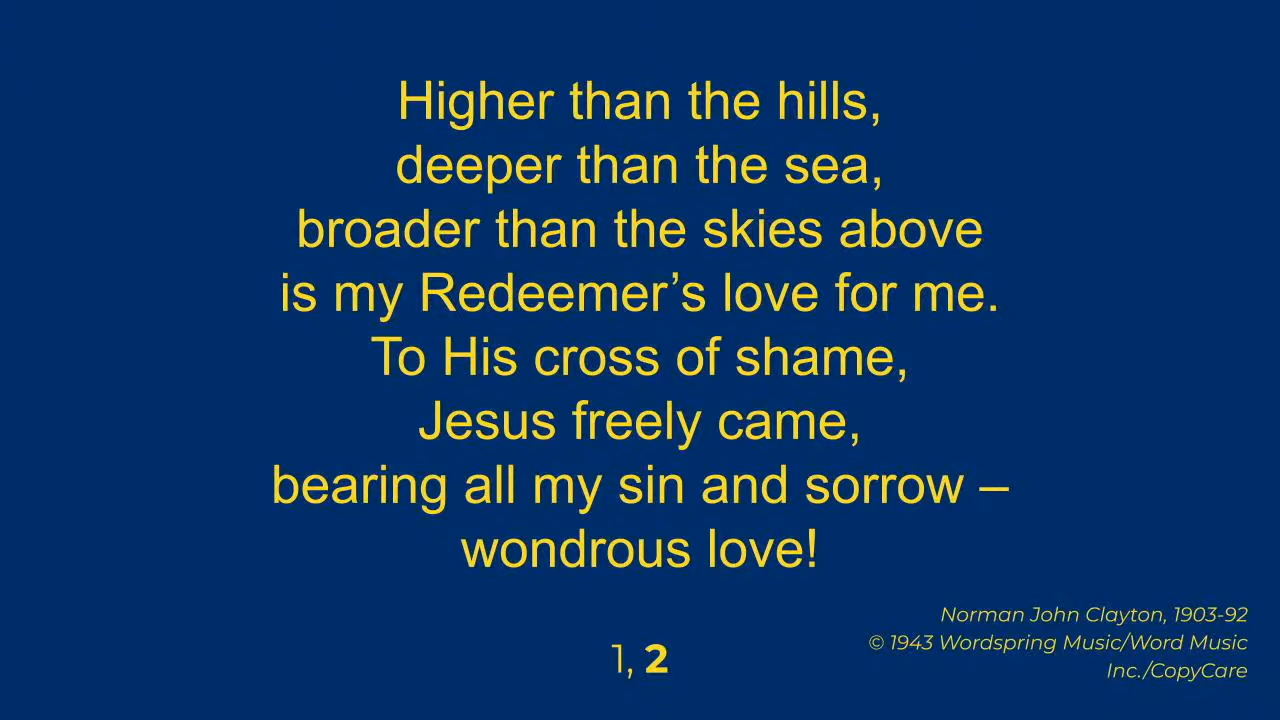 Higher than the hills,
deeper than the sea,
broader than the skies above
is my Redeemer’s love for me.
To His cross of shame,
Jesus freely came,
bearing all my sin and sorrow –
wondrous love!
Norman John Clayton, 1903-92
© 1943 Wordspring Music/Word Music
Inc./CopyCare
1, 2